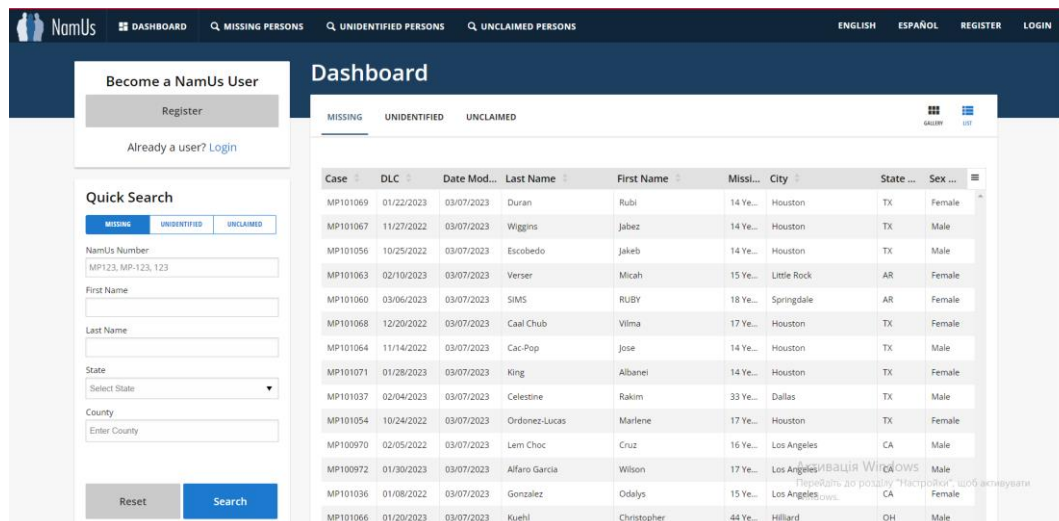 NamUs DASHBOARD MISSING PERSONS UNIDENTIFIED PERSONS UNCLAIMED PERSONS ENGLISH ESPAÑOL REGISTER LOGIN
Become a NamUs User
Register
Already a user? Login
Quick Search
MISSING UNIDENTIFIED UNCLAIMED
NamUs Number
MP123, MP-123, 123
First Name
Last Name
State
Select State
County
Enter County
Reset Search
Dashboard
MISSING UNIDENTIFIED UNCLAIMED GALLERY LIST
Case DLC Date Mod... Last Name First Name Missi... City State ... Sex ...
MP101069 01/22/2023 03/07/2023 Duran Rubi 14 Ye... Houston TX Female
MP101067 11/27/2022 03/07/2023 Wiggins Jabez 14 Ye... Houston TX Male
MP101056 10/25/2022 03/07/2023 Escobedo Jakeb 14 Ye... Houston TX Male
MP101063 02/10/2023 03/07/2023 Verser Micah 15 Ye... Little Rock AR Female
MP101060 03/06/2023 03/07/2023 SIMS RUBY 18 Ye... Springdale AR Female
MP101068 12/20/2022 03/07/2023 Caal Chub Vilma 17 Ye... Houston TX Female
MP101064 11/14/2022 03/07/2023 Cac-Pop Jose 14 Ye... Houston TX Male
MP101071 01/28/2023 03/07/2023 King Albanei 14 Ye... Houston TX Female
MP101037 02/04/2023 03/07/2023 Celestine Rakim 33 Ye... Dallas TX Male
MP101054 10/24/2022 03/07/2023 Ordonez-Lucas Marlene 17 Ye... Houston TX Female
MP100970 02/05/2022 03/07/2023 Lem Choc Cruz 16 Ye... Los Angeles CA Male
MP100972 01/30/2023 03/07/2023 Alfaro Garcia Wilson 17 Ye... Los Angeles CA Male
MP101036 01/08/2022 03/07/2023 Gonzalez Odalys 15 Ye... Los Angeles CA Female
MP101066 01/20/2023 03/07/2023 Kuehl Christopher 44 Ye... Hilliard OH Male
Активація Windows
Перейдіть до розділу "Настройки", щоб активувати
Windows.